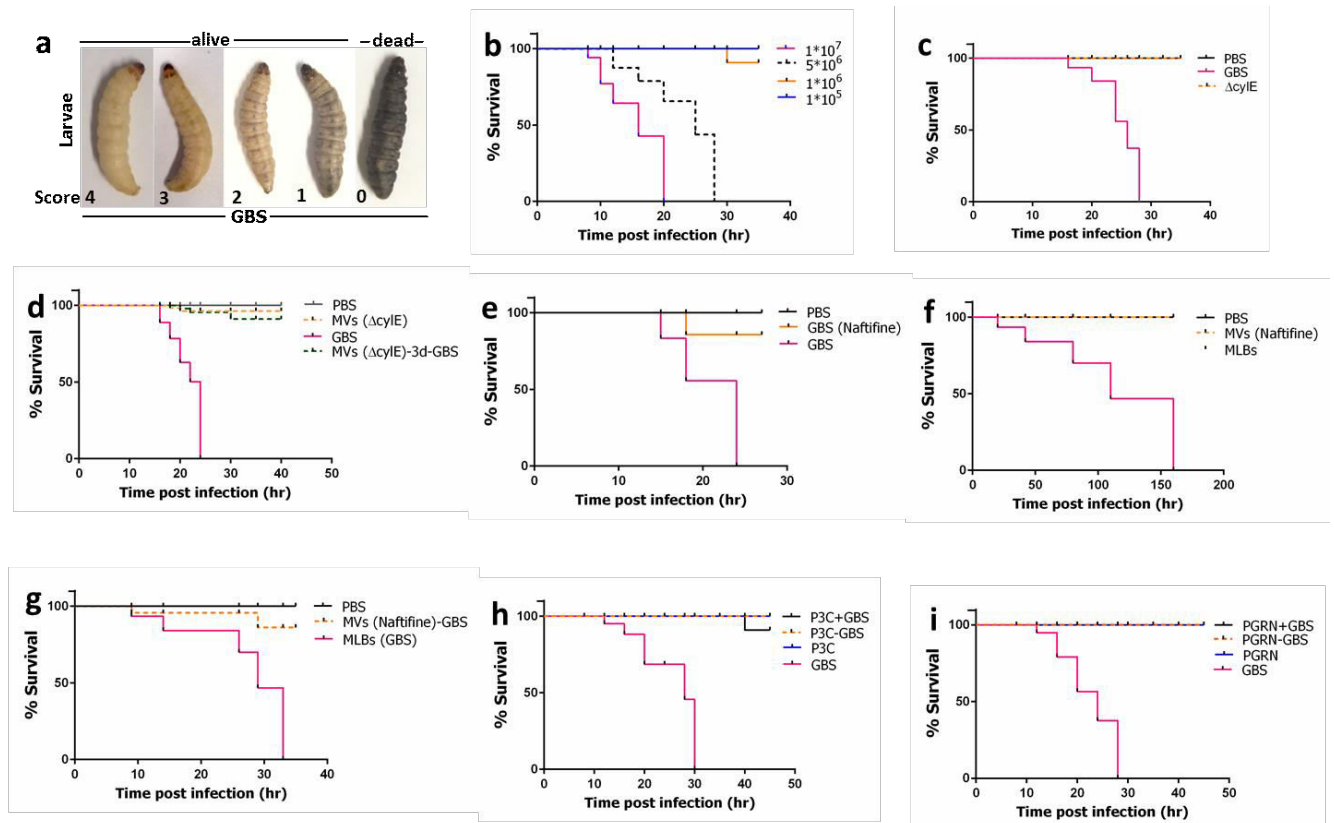 a
alive
–dead–
Larvae
Score 4 3 2 1 0
GBS
b
% Survival
100
50
0
0 10 20 30 40
Time post infection (hr)
1*10⁷
5*10⁶
1*10⁶
1*10⁵
c
% Survival
100
50
0
0 10 20 30 40
Time post infection (hr)
PBS
GBS
ΔcylE
d
% Survival
100
50
0
0 10 20 30 40 50
Time post infection (hr)
PBS
MVs (ΔcylE)
GBS
MVs (ΔcylE)-3d-GBS
e
% Survival
100
50
0
0 10 20 30
Time post infection (hr)
PBS
GBS (Naftifine)
GBS
f
% Survival
100
50
0
0 50 100 150 200
Time post infection (hr)
PBS
MVs (Naftifine)
MLBs
g
% Survival
100
50
0
0 10 20 30 40
Time post infection (hr)
PBS
MVs (Naftifine)-GBS
MLBs (GBS)
h
% Survival
100
50
0
0 10 20 30 40 50
Time post infection (hr)
P3C+GBS
P3C-GBS
P3C
GBS
i
% Survival
100
50
0
0 10 20 30 40 50
Time post infection (hr)
PGRN+GBS
PGRN-GBS
PGRN
GBS